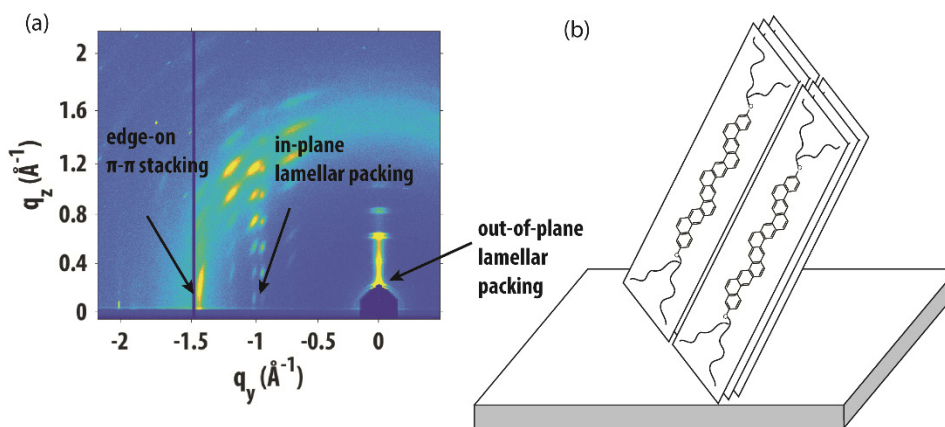 (a)
(b)
2
1.6
1.2
0.8
0.4
0
q_z (Å⁻¹)
edge-on
π-π stacking
in-plane
lamellar packing
out-of-plane
lamellar
packing
-2 -1.5 -1 -0.5 0
q_y (Å⁻¹)